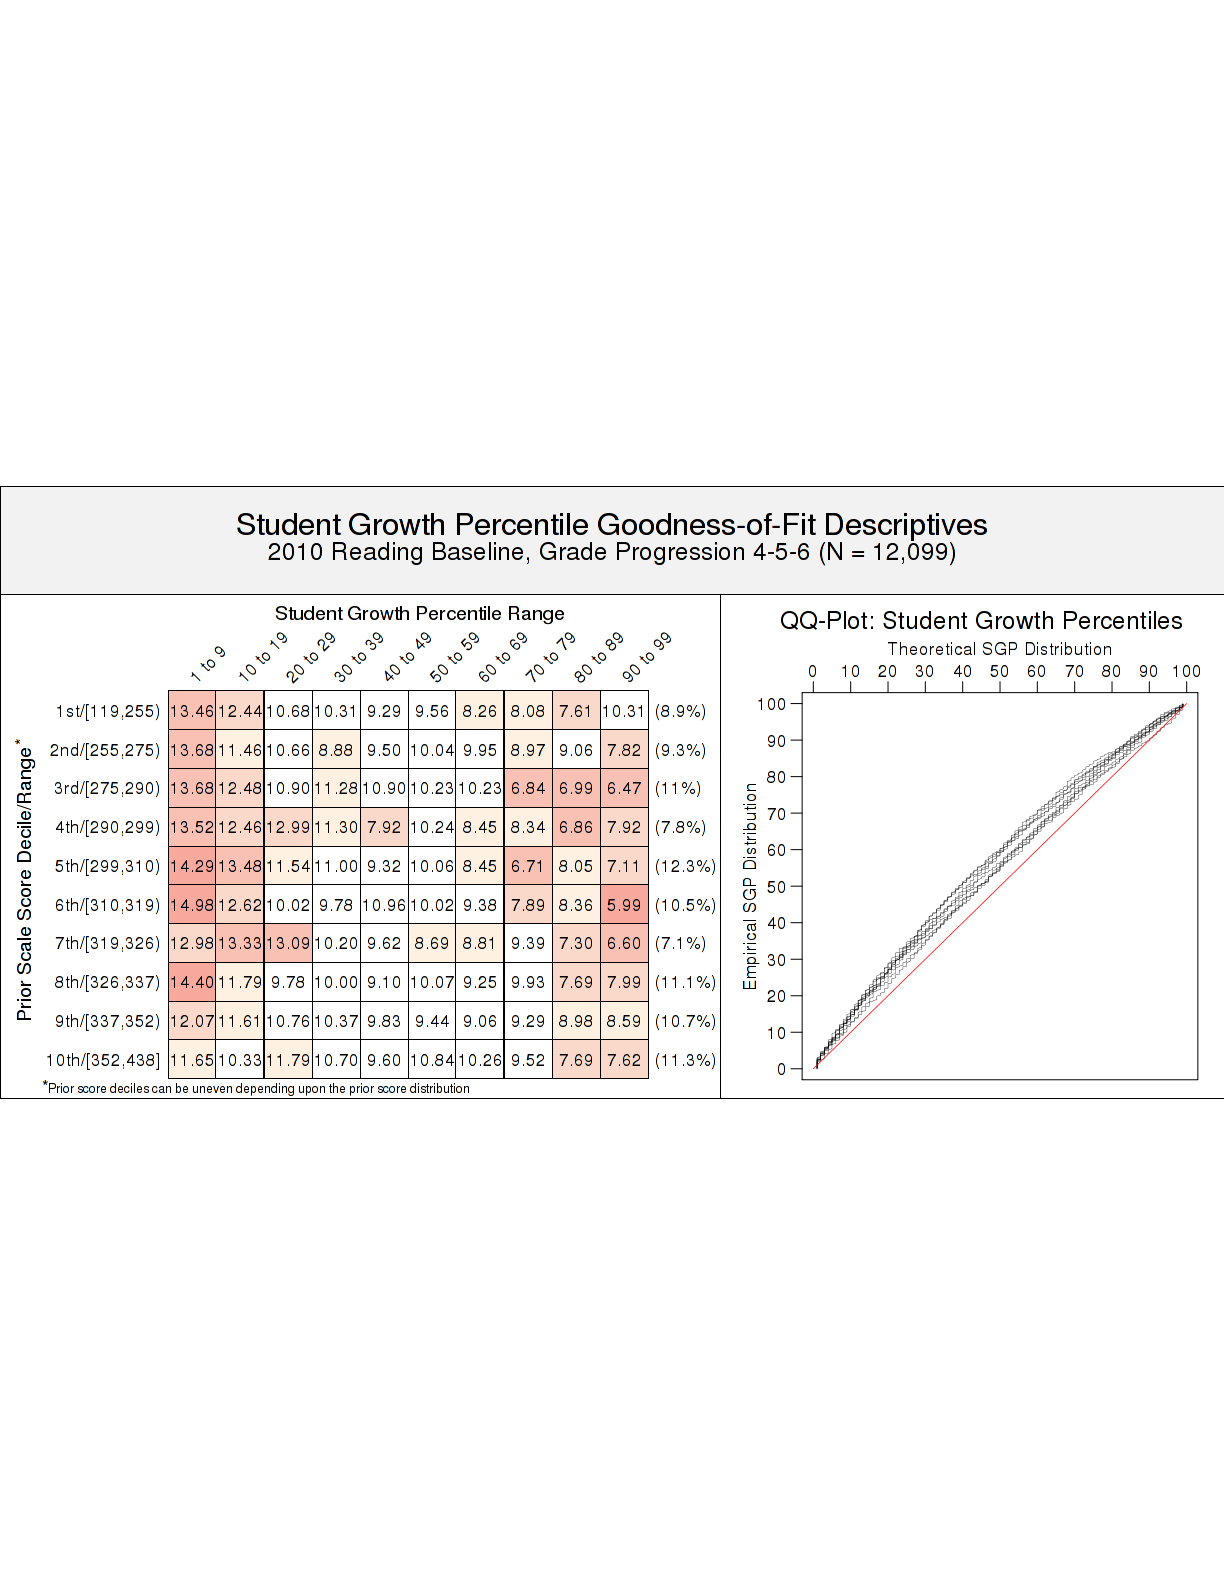 Student Growth Percentile Goodness-of-Fit Descriptives
2010 Reading Baseline, Grade Progression 4-5-6 (N = 12,099)
Student Growth Percentile Range
1 to 9 10 to 19 20 to 29 30 to 39 40 to 49 50 to 59 60 to 69 70 to 79 80 to 89 90 to 99
Prior Scale Score Decile/Range*
1st/[119,255) 13.46 12.44 10.68 10.31 9.29 9.56 8.26 8.08 7.61 10.31 (8.9%)
2nd/[255,275) 13.68 11.46 10.66 8.88 9.50 10.04 9.95 8.97 9.06 7.82 (9.3%)
3rd/[275,290) 13.68 12.48 10.90 11.28 10.90 10.23 10.23 6.84 6.99 6.47 (11%)
4th/[290,299) 13.52 12.46 12.99 11.30 7.92 10.24 8.45 8.34 6.86 7.92 (7.8%)
5th/[299,310) 14.29 13.48 11.54 11.00 9.32 10.06 8.45 6.71 8.05 7.11 (12.3%)
6th/[310,319) 14.98 12.62 10.02 9.78 10.96 10.02 9.38 7.89 8.36 5.99 (10.5%)
7th/[319,326) 12.98 13.33 13.09 10.20 9.62 8.69 8.81 9.39 7.30 6.60 (7.1%)
8th/[326,337) 14.40 11.79 9.78 10.00 9.10 10.07 9.25 9.93 7.69 7.99 (11.1%)
9th/[337,352) 12.07 11.61 10.76 10.37 9.83 9.44 9.06 9.29 8.98 8.59 (10.7%)
10th/[352,438] 11.65 10.33 11.79 10.70 9.60 10.84 10.26 9.52 7.69 7.62 (11.3%)
*Prior score deciles can be uneven depending upon the prior score distribution
QQ-Plot: Student Growth Percentiles
Theoretical SGP Distribution
0 10 20 30 40 50 60 70 80 90 100
Empirical SGP Distribution
100
90
80
70
60
50
40
30
20
10
0